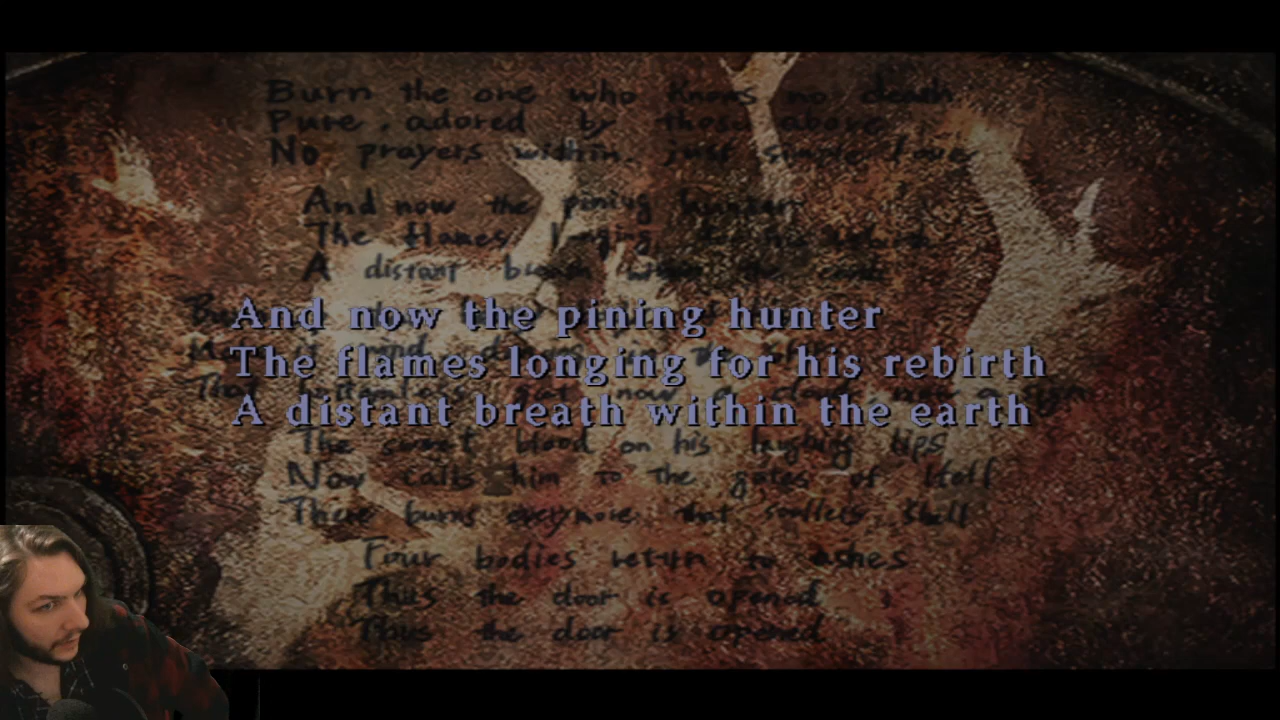 Burn the one who knows no death
Pure, adored by those above
No prayers within, just simple love
And now the pining hunter
The flames longing for his rebirth
A distant breath within the earth
And now the pining hunter
The flames longing for his rebirth
A distant breath within the earth
now a
The blood on his laughing lips
Now calls him to the gates of Hell
There burns evermore, that soulless shell
Four bodies return to ashes
Thus the door is opened
Thus the door is opened